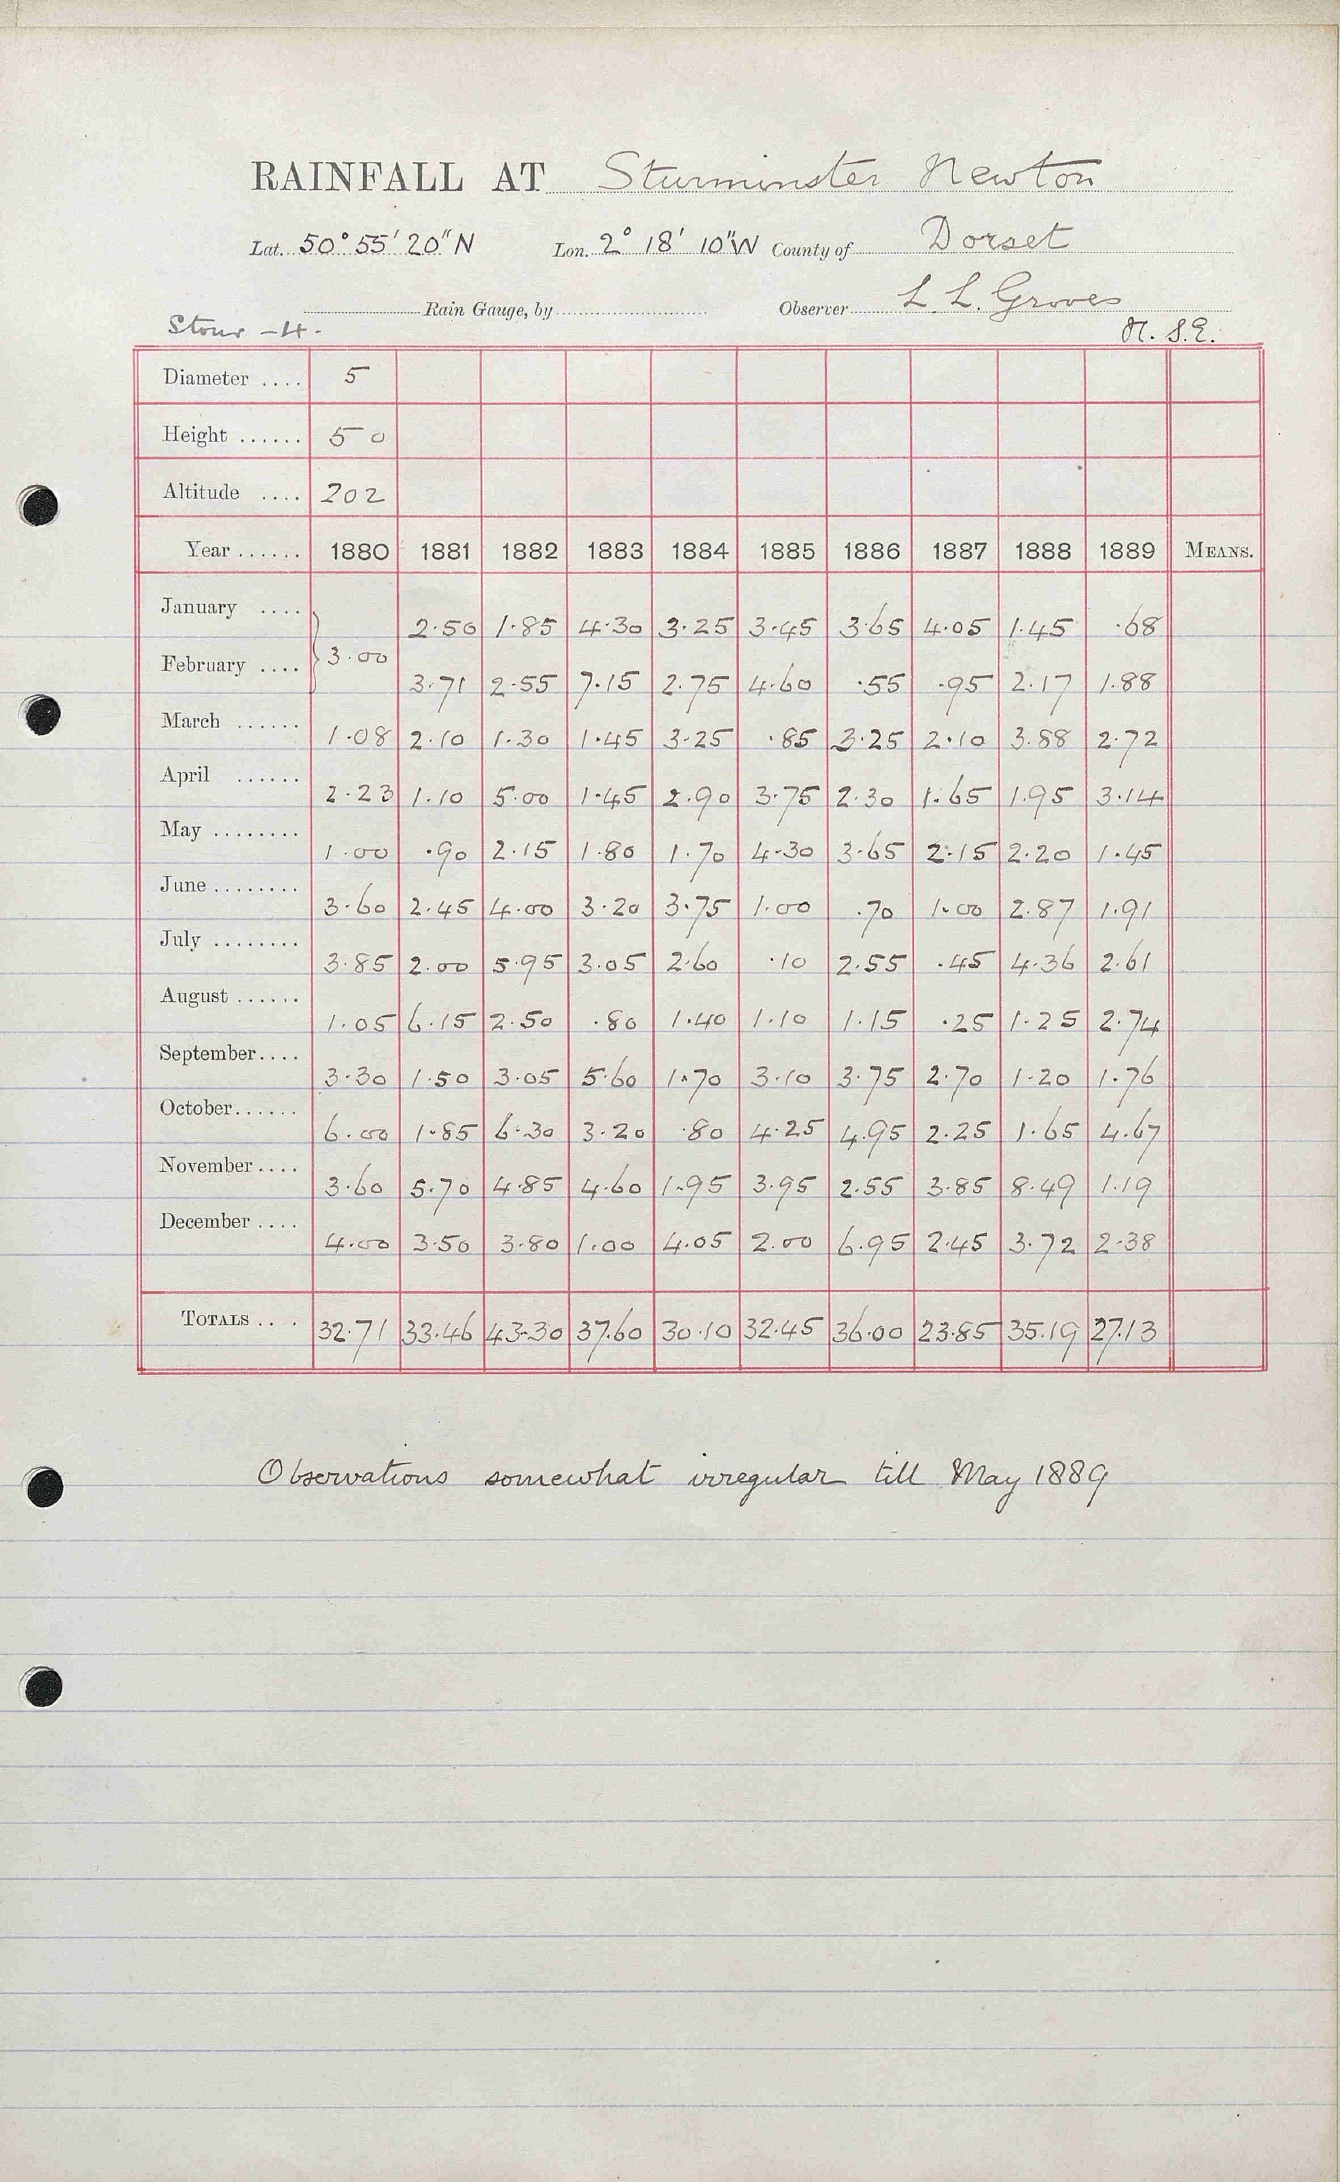 RAINFALL AT Sturminster Newton
Lat. 50° 55' 20" N Lon. 2° 18' 10" W County of Dorset
Rain Gauge, by Observer L. L. Groves
Stour - 4.
Diameter .... 5
Height ...... 5 0
Altitude .... 202
Year ...... 1880 1881 1882 1883 1884 1885 1886 1887 1888 1889 MEANS.
January .... 2.50 1.85 4.30 3.25 3.45 3.65 4.05 1.45 .68
February .... 3.00 3.71 2.55 7.15 2.75 4.60 .55 .95 2.17 1.88
March ...... 1.08 2.10 1.30 1.45 3.25 .85 3.25 2.10 3.88 2.72
April ...... 2.23 1.10 5.00 1.45 2.90 3.75 2.30 1.65 1.95 3.14
May ........ 1.00 .90 2.15 1.80 1.70 4.30 3.65 2.15 2.20 1.45
June ........ 3.60 2.45 4.00 3.20 3.75 1.00 .70 1.00 2.87 1.91
July ........ 3.85 2.00 5.95 3.05 2.60 .10 2.55 .45 4.36 2.61
August ...... 1.05 6.15 2.50 .80 1.40 1.10 1.15 .25 1.25 2.74
September.... 3.30 1.50 3.05 5.60 1.70 3.10 3.75 2.70 1.20 1.76
October...... 6.00 1.85 6.30 3.20 .80 4.25 4.95 2.25 1.65 4.67
November.... 3.60 5.70 4.85 4.60 1.95 3.95 2.55 3.85 8.49 1.19
December .... 4.00 3.50 3.80 1.00 4.05 2.00 6.95 2.45 3.72 2.38
TOTALS .... 32.71 33.46 43.30 37.60 30.10 32.45 36.00 23.85 35.19 27.13
Observations somewhat irregular till May 1889